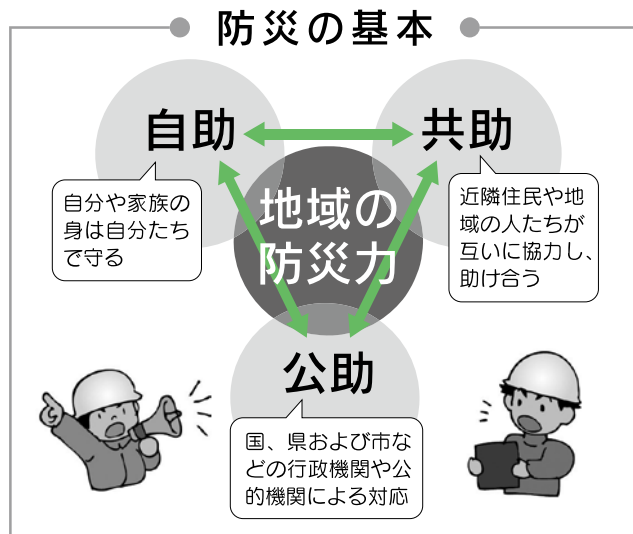 防災の基本
自助
共助
自分や家族の
身は自分たち
で守る
近隣住民や地
域の人たちが
互いに協力し、
助け合う
地域の
防災力
公助
国、県および市な
どの行政機関や公
的機関による対応